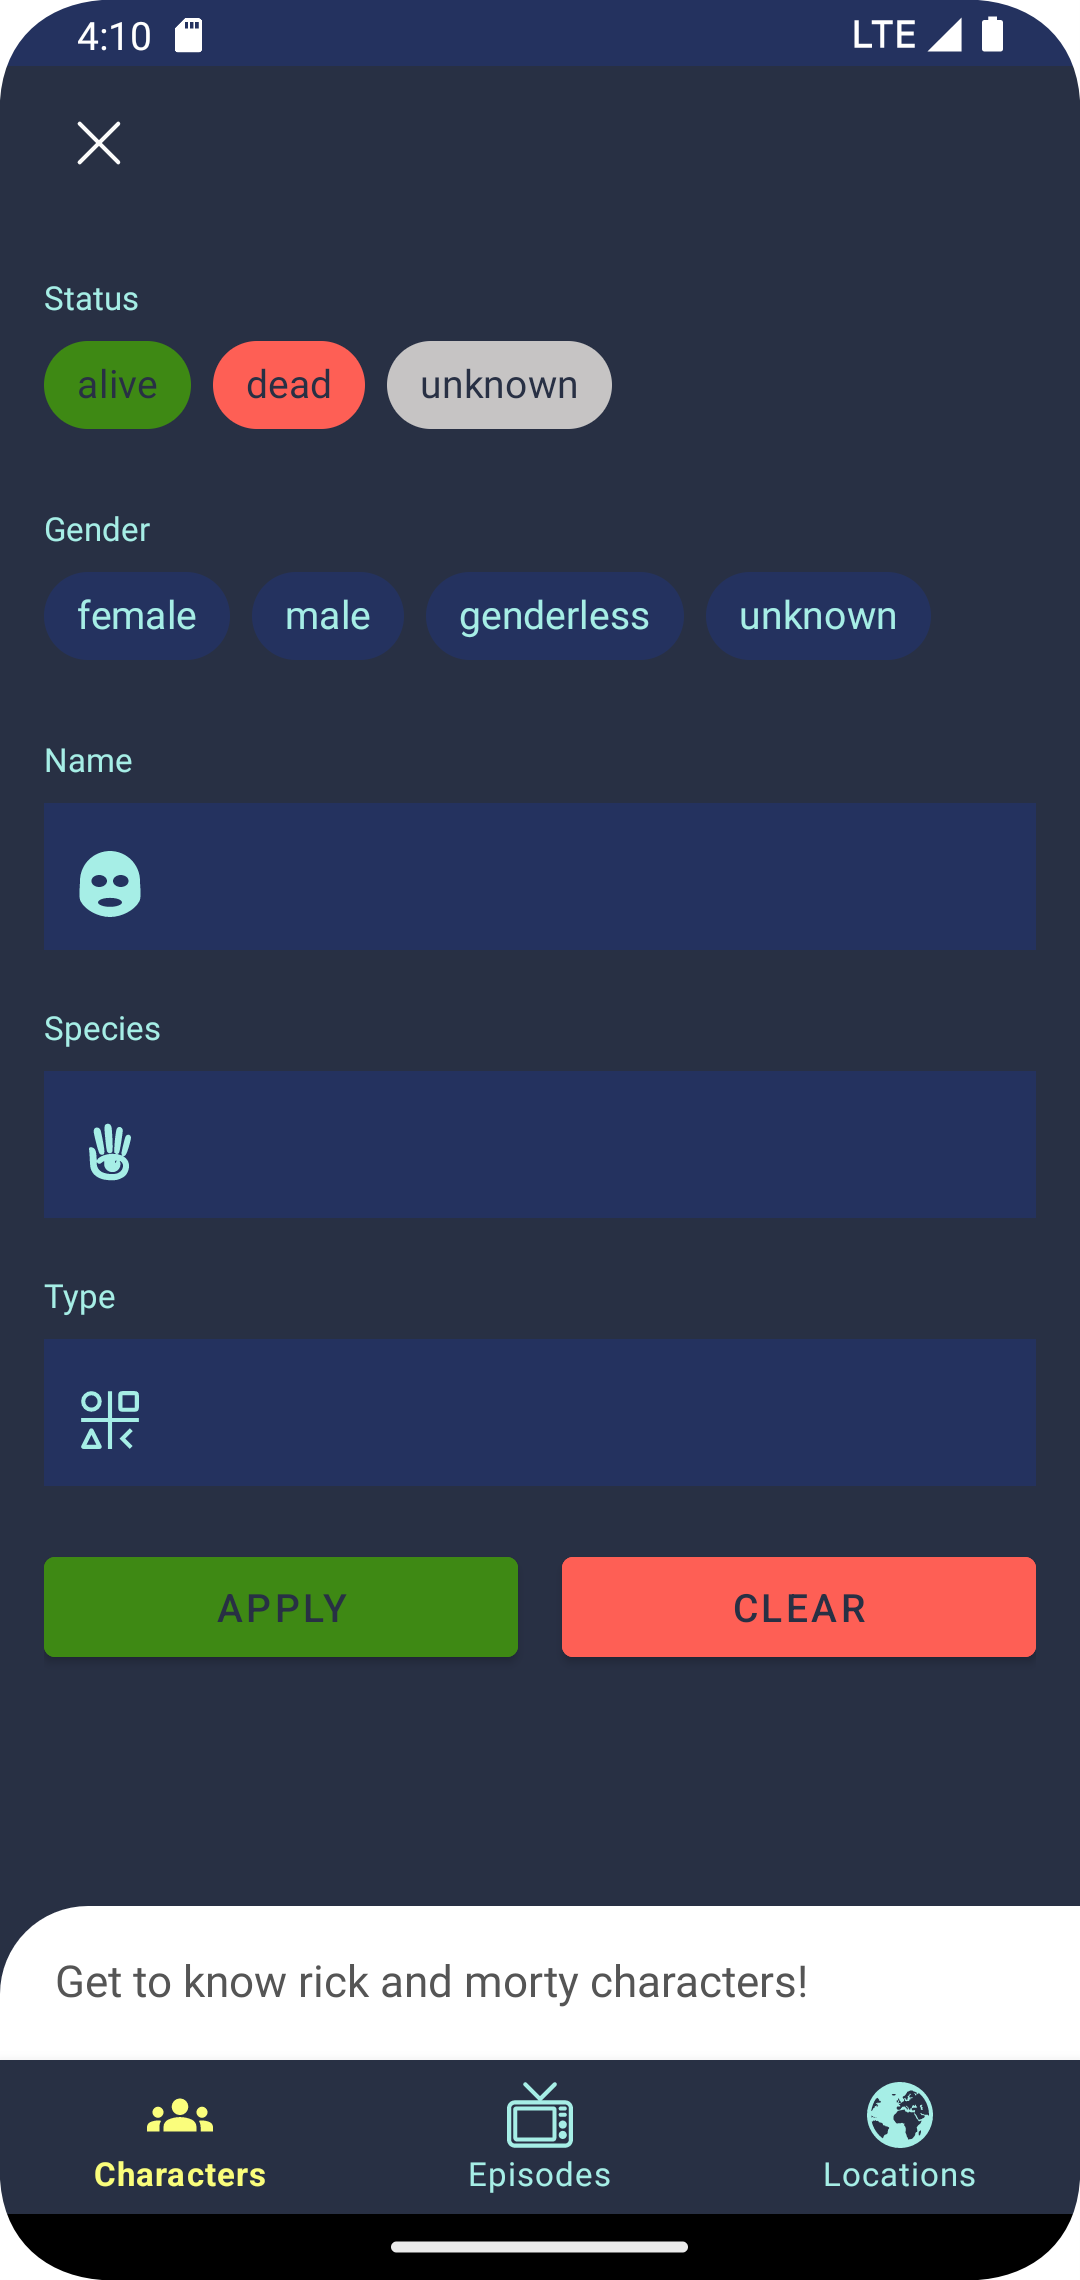 4:10 LTE
Status
alive dead unknown
Gender
female male genderless unknown
Name
Species
Type
APPLY CLEAR
Get to know rick and morty characters!
Characters Episodes Locations